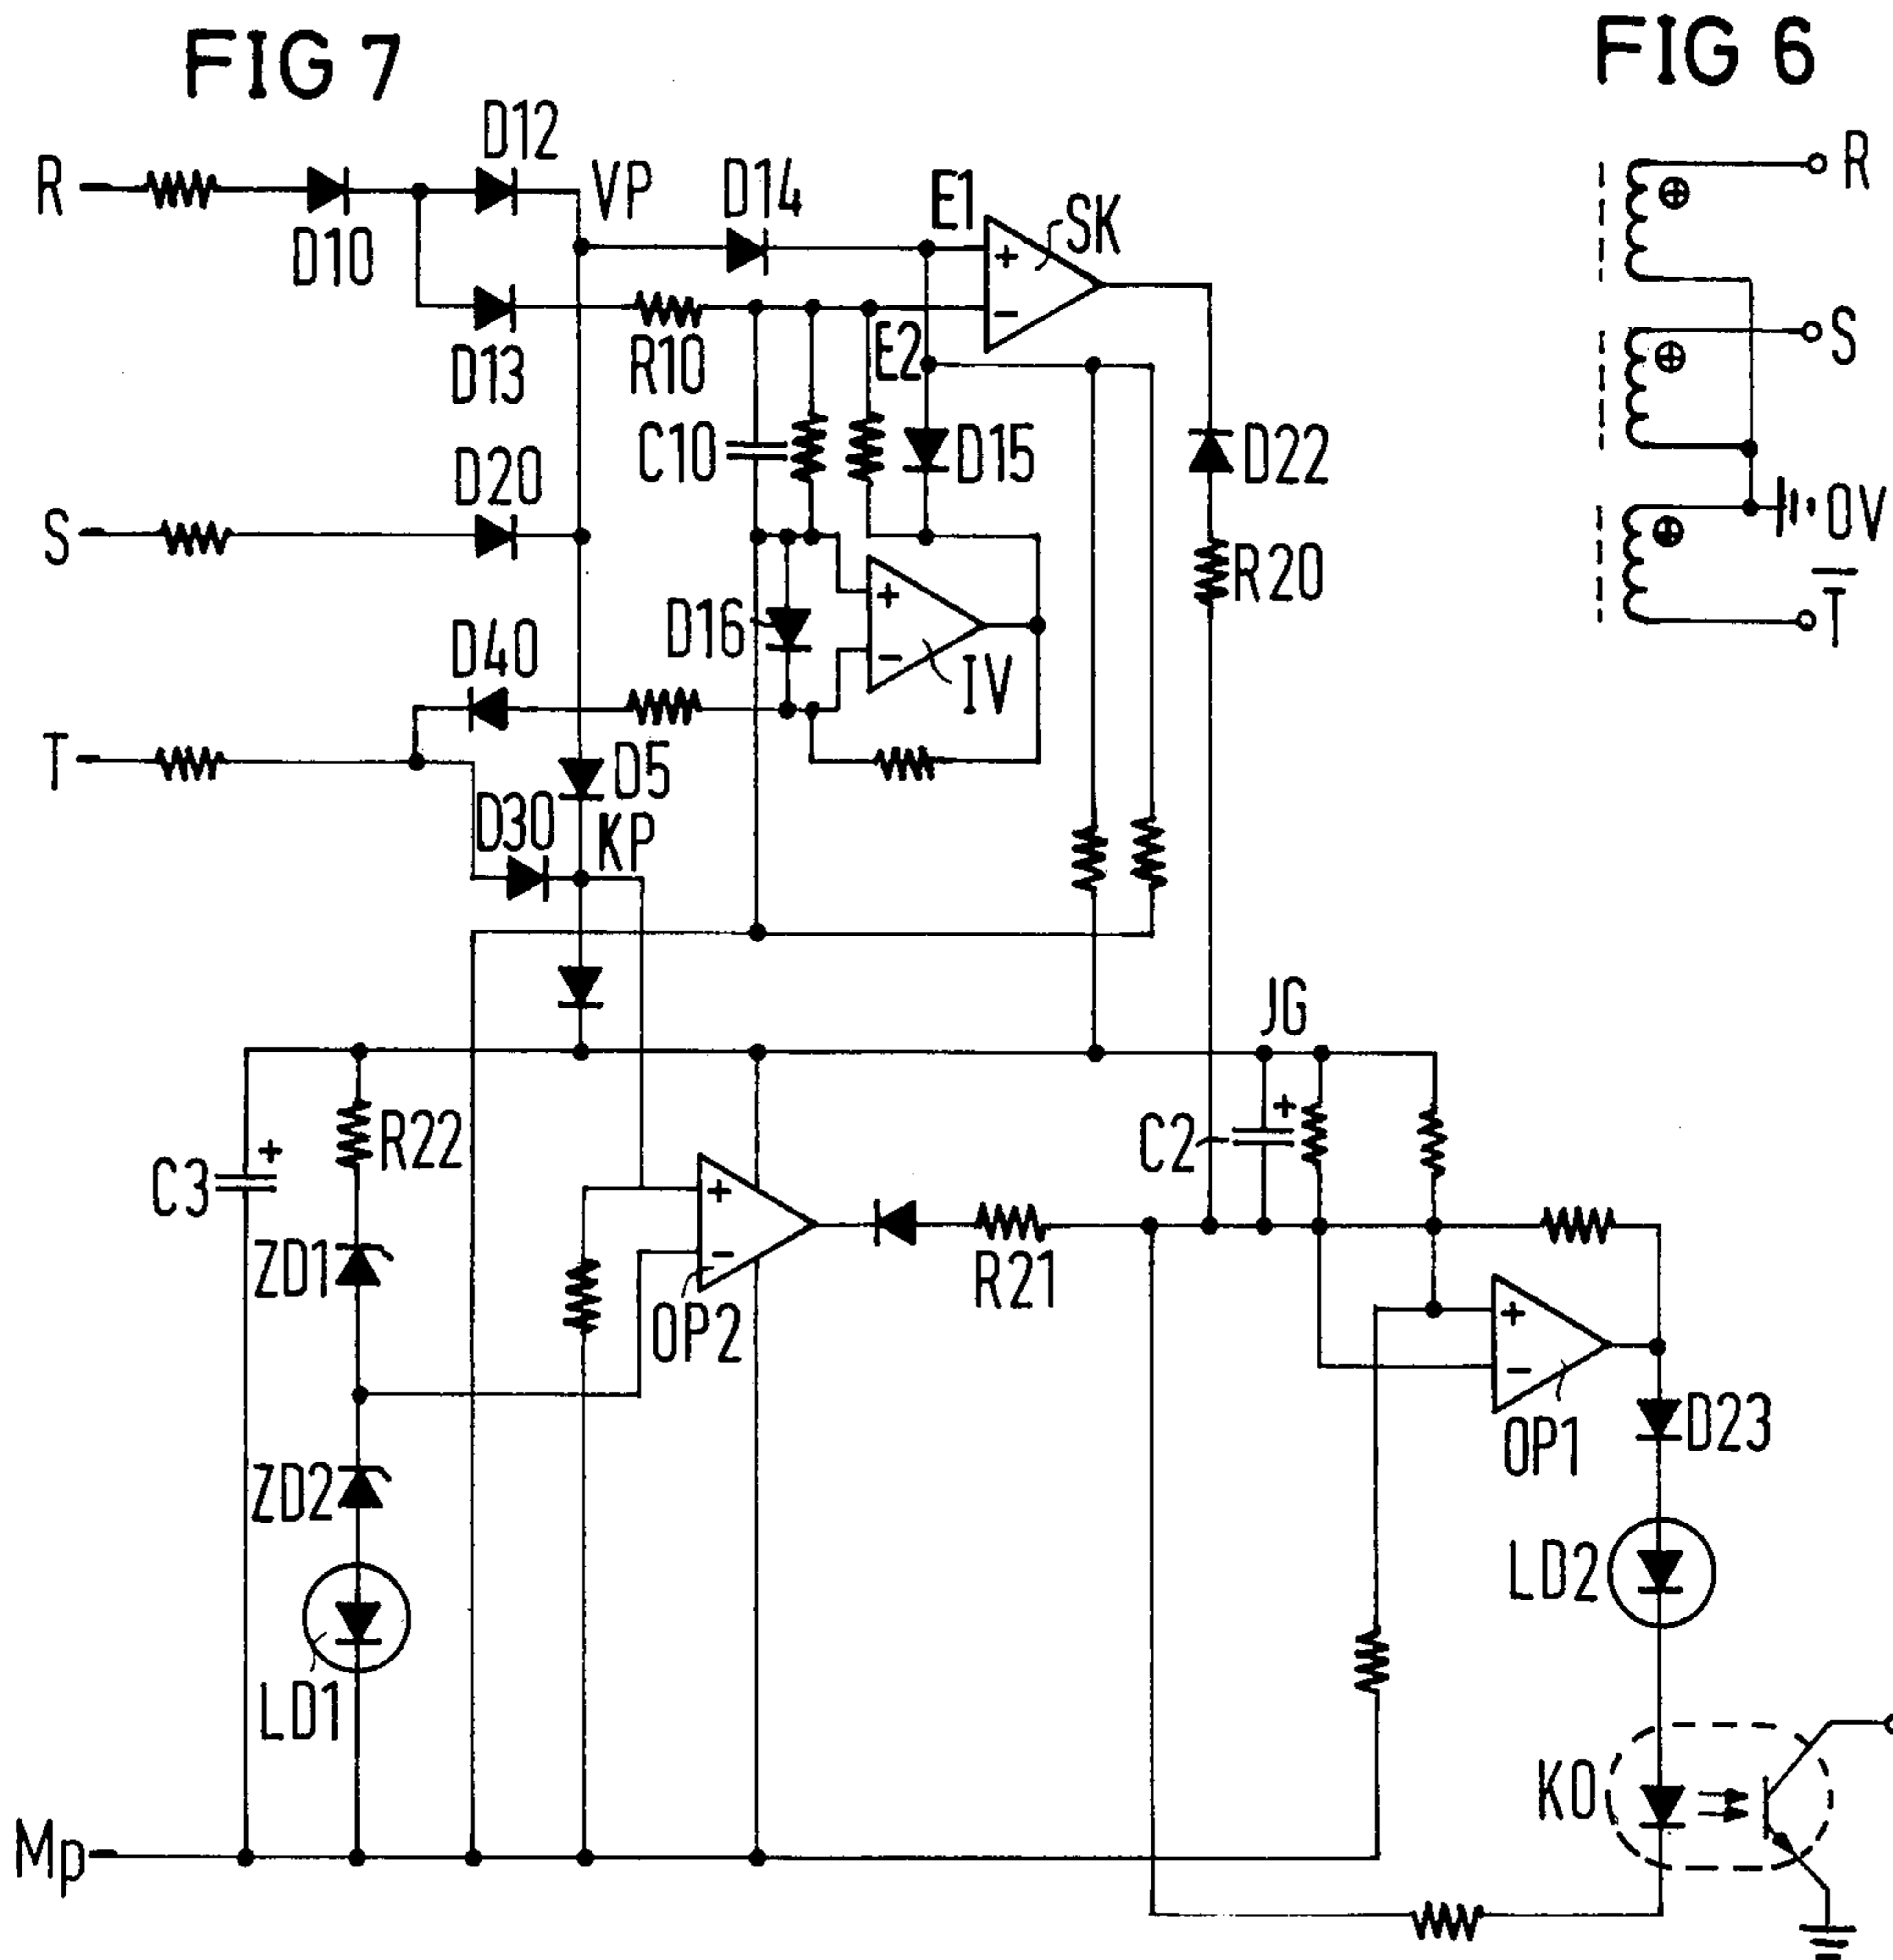 FIG 7
FIG 6
R
D12
VP
D14
E1
SK
R
D10
D13
R10
E2
S
C10
D15
D22
D20
S
0V
R20
D16
T̅
D40
IV
T
D5
D30
KP
JG
R22
C2
+
C3
+
ZD1
R21
OP2
+
−
+
−
+
−
+
−
OP1
D23
ZD2
LD2
LD1
KO
Mp